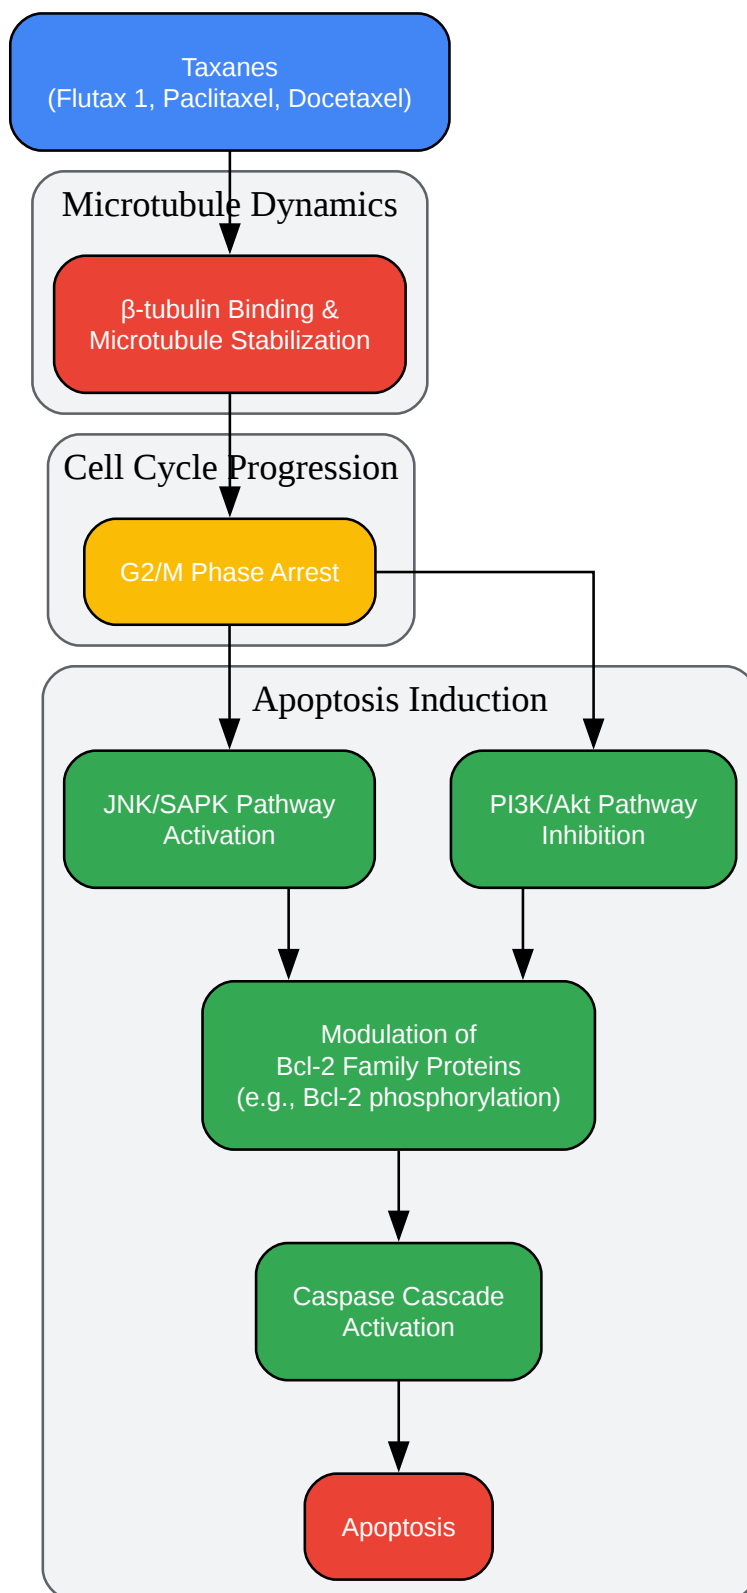 Taxanes
(Flutax 1, Paclitaxel, Docetaxel)
Microtubule Dynamics
β-tubulin Binding &
Microtubule Stabilization
Cell Cycle Progression
G2/M Phase Arrest
Apoptosis Induction
JNK/SAPK Pathway
Activation
PI3K/Akt Pathway
Inhibition
Modulation of
Bcl-2 Family Proteins
(e.g., Bcl-2 phosphorylation)
Caspase Cascade
Activation
Apoptosis